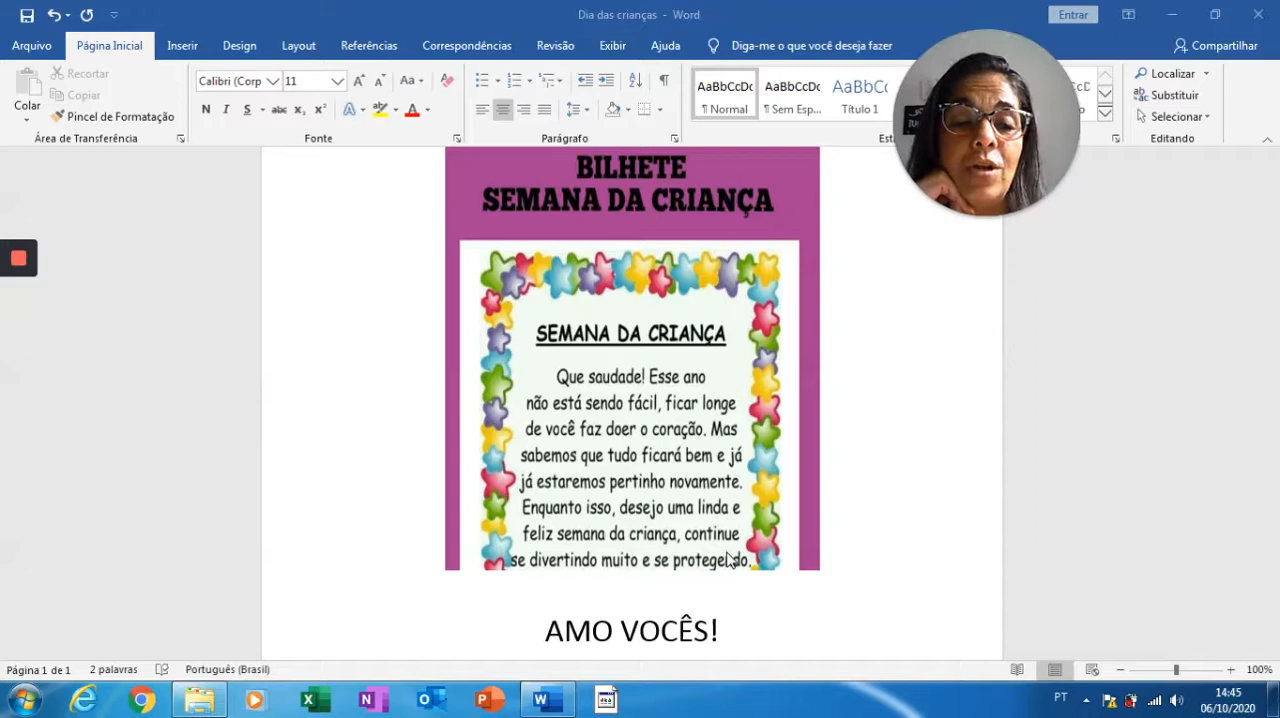 Dia das crianças - Word
Entrar
Arquivo Página Inicial Inserir Design Layout Referências Correspondências Revisão Exibir Ajuda Diga-me o que você deseja fazer Compartilhar
Colar
Recortar
Copiar
Pincel de Formatação
Área de Transferência
Calibri (Corp 11
Fonte
Parágrafo
AaBbCcDc AaBbCcDc AaBbC
¶ Normal ¶ Sem Esp... Título 1
Localizar
Substituir
Selecionar
Editando
BILHETE
SEMANA DA CRIANÇA
SEMANA DA CRIANÇA
Que saudade! Esse ano
não está sendo fácil, ficar longe
de você faz doer o coração. Mas
sabemos que tudo ficará bem e já
já estaremos pertinho novamente.
Enquanto isso, desejo uma linda e
feliz semana da criança, continue
se divertindo muito e se protegendo.
AMO VOCÊS!
Página 1 de 1 2 palavras Português (Brasil) 100%
PT 14:45
06/10/2020